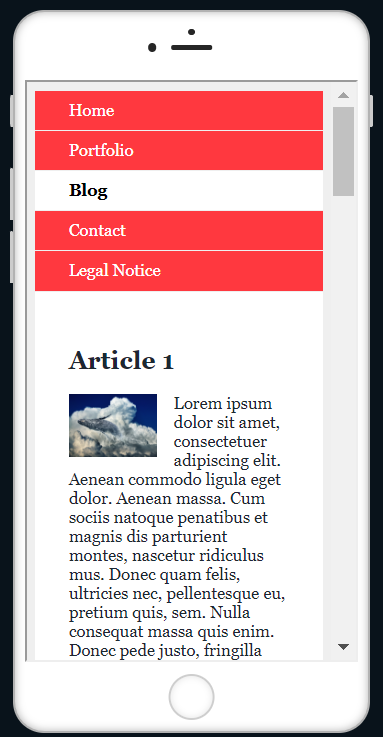 Home
Portfolio
Blog
Contact
Legal Notice
Article 1
Lorem ipsum
dolor sit amet,
consectetuer
adipiscing elit.
Aenean commodo ligula eget
dolor. Aenean massa. Cum
sociis natoque penatibus et
magnis dis parturient
montes, nascetur ridiculus
mus. Donec quam felis,
ultricies nec, pellentesque eu,
pretium quis, sem. Nulla
consequat massa quis enim.
Donec pede justo, fringilla